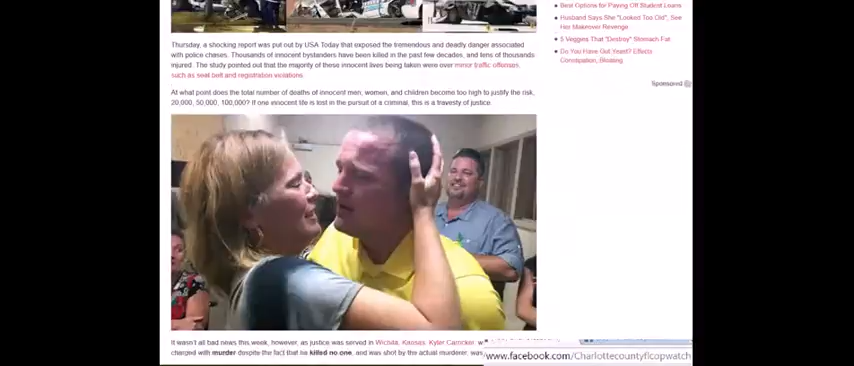 Best Options for Paying Off Student Loans
Husband Says She "Looked Too Old", See
Her Makeover Revenge
5 Veggies That "Destroy" Stomach Fat
Do You Have Gut Yeast? Effects
Constipation, Bloating
Sponsored
Thursday, a shocking report was put out by USA Today that exposed the tremendous and deadly danger associated
with police chases. Thousands of innocent bystanders have been killed in the past few decades, and tens of thousands
injured. The study pointed out that the majority of these innocent lives being taken were over minor traffic offenses,
such as seat belt and registration violations.
At what point does the total number of deaths of innocent men, women, and children become too high to justify the risk,
20,000, 50,000, 100,000? If one innocent life is lost in the pursuit of a criminal, this is a travesty of justice.
It wasn't all bad news this week, however, as justice was served in Wichita, Kansas. Kyler Carriker, w
charged with murder despite the fact that he killed no one, and was shot by the actual murderer, was
www.facebook.com/Charlottecountyflcopwatch